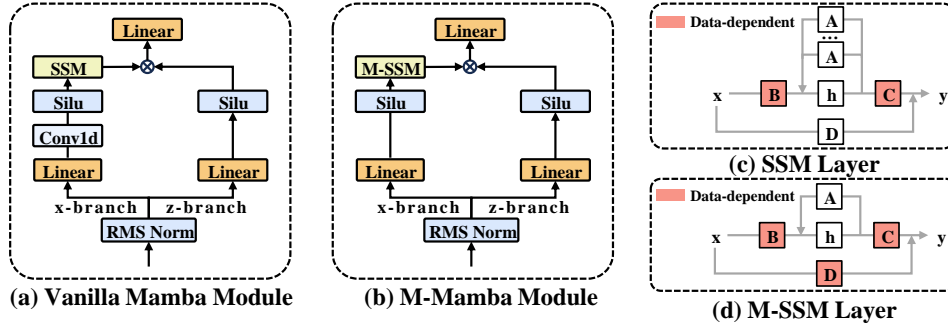 Linear
SSM
Silu
Silu
Conv1d
Linear
Linear
x-branch
z-branch
RMS Norm
(a) Vanilla Mamba Module
Linear
M-SSM
Silu
Silu
Linear
Linear
x-branch
z-branch
RMS Norm
(b) M-Mamba Module
Data-dependent
A
...
A
x
B
h
C
y
D
(c) SSM Layer
Data-dependent
A
x
B
h
C
y
D
(d) M-SSM Layer